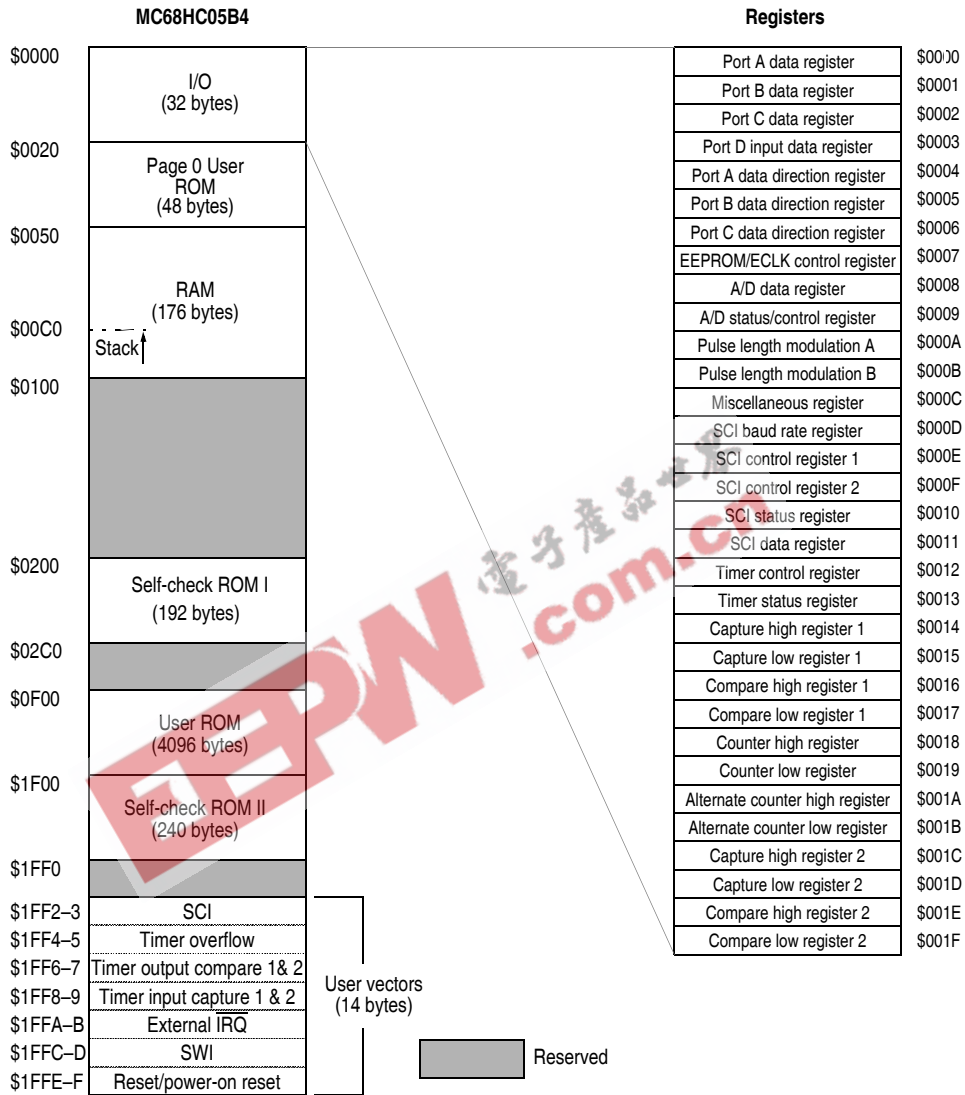 MC68HC05B4
Registers
$0000
I/O
(32 bytes)
$0020
Page 0 User
ROM
(48 bytes)
$0050
RAM
(176 bytes)
$00C0
Stack
$0100
$0200
Self-check ROM I
(192 bytes)
$02C0
$0F00
User ROM
(4096 bytes)
$1F00
Self-check ROM II
(240 bytes)
$1FF0
$1FF2–3 SCI
$1FF4–5 Timer overflow
$1FF6–7 Timer output compare 1& 2
$1FF8–9 Timer input capture 1 & 2
$1FFA–B External IRQ
$1FFC–D SWI
$1FFE–F Reset/power-on reset
User vectors
(14 bytes)
Reserved
Port A data register $0000
Port B data register $0001
Port C data register $0002
Port D input data register $0003
Port A data direction register $0004
Port B data direction register $0005
Port C data direction register $0006
EEPROM/ECLK control register $0007
A/D data register $0008
A/D status/control register $0009
Pulse length modulation A $000A
Pulse length modulation B $000B
Miscellaneous register $000C
SCI baud rate register $000D
SCI control register 1 $000E
SCI control register 2 $000F
SCI status register $0010
SCI data register $0011
Timer control register $0012
Timer status register $0013
Capture high register 1 $0014
Capture low register 1 $0015
Compare high register 1 $0016
Compare low register 1 $0017
Counter high register $0018
Counter low register $0019
Alternate counter high register $001A
Alternate counter low register $001B
Capture high register 2 $001C
Capture low register 2 $001D
Compare high register 2 $001E
Compare low register 2 $001F
EEPW
電子產品世界
.com.cn